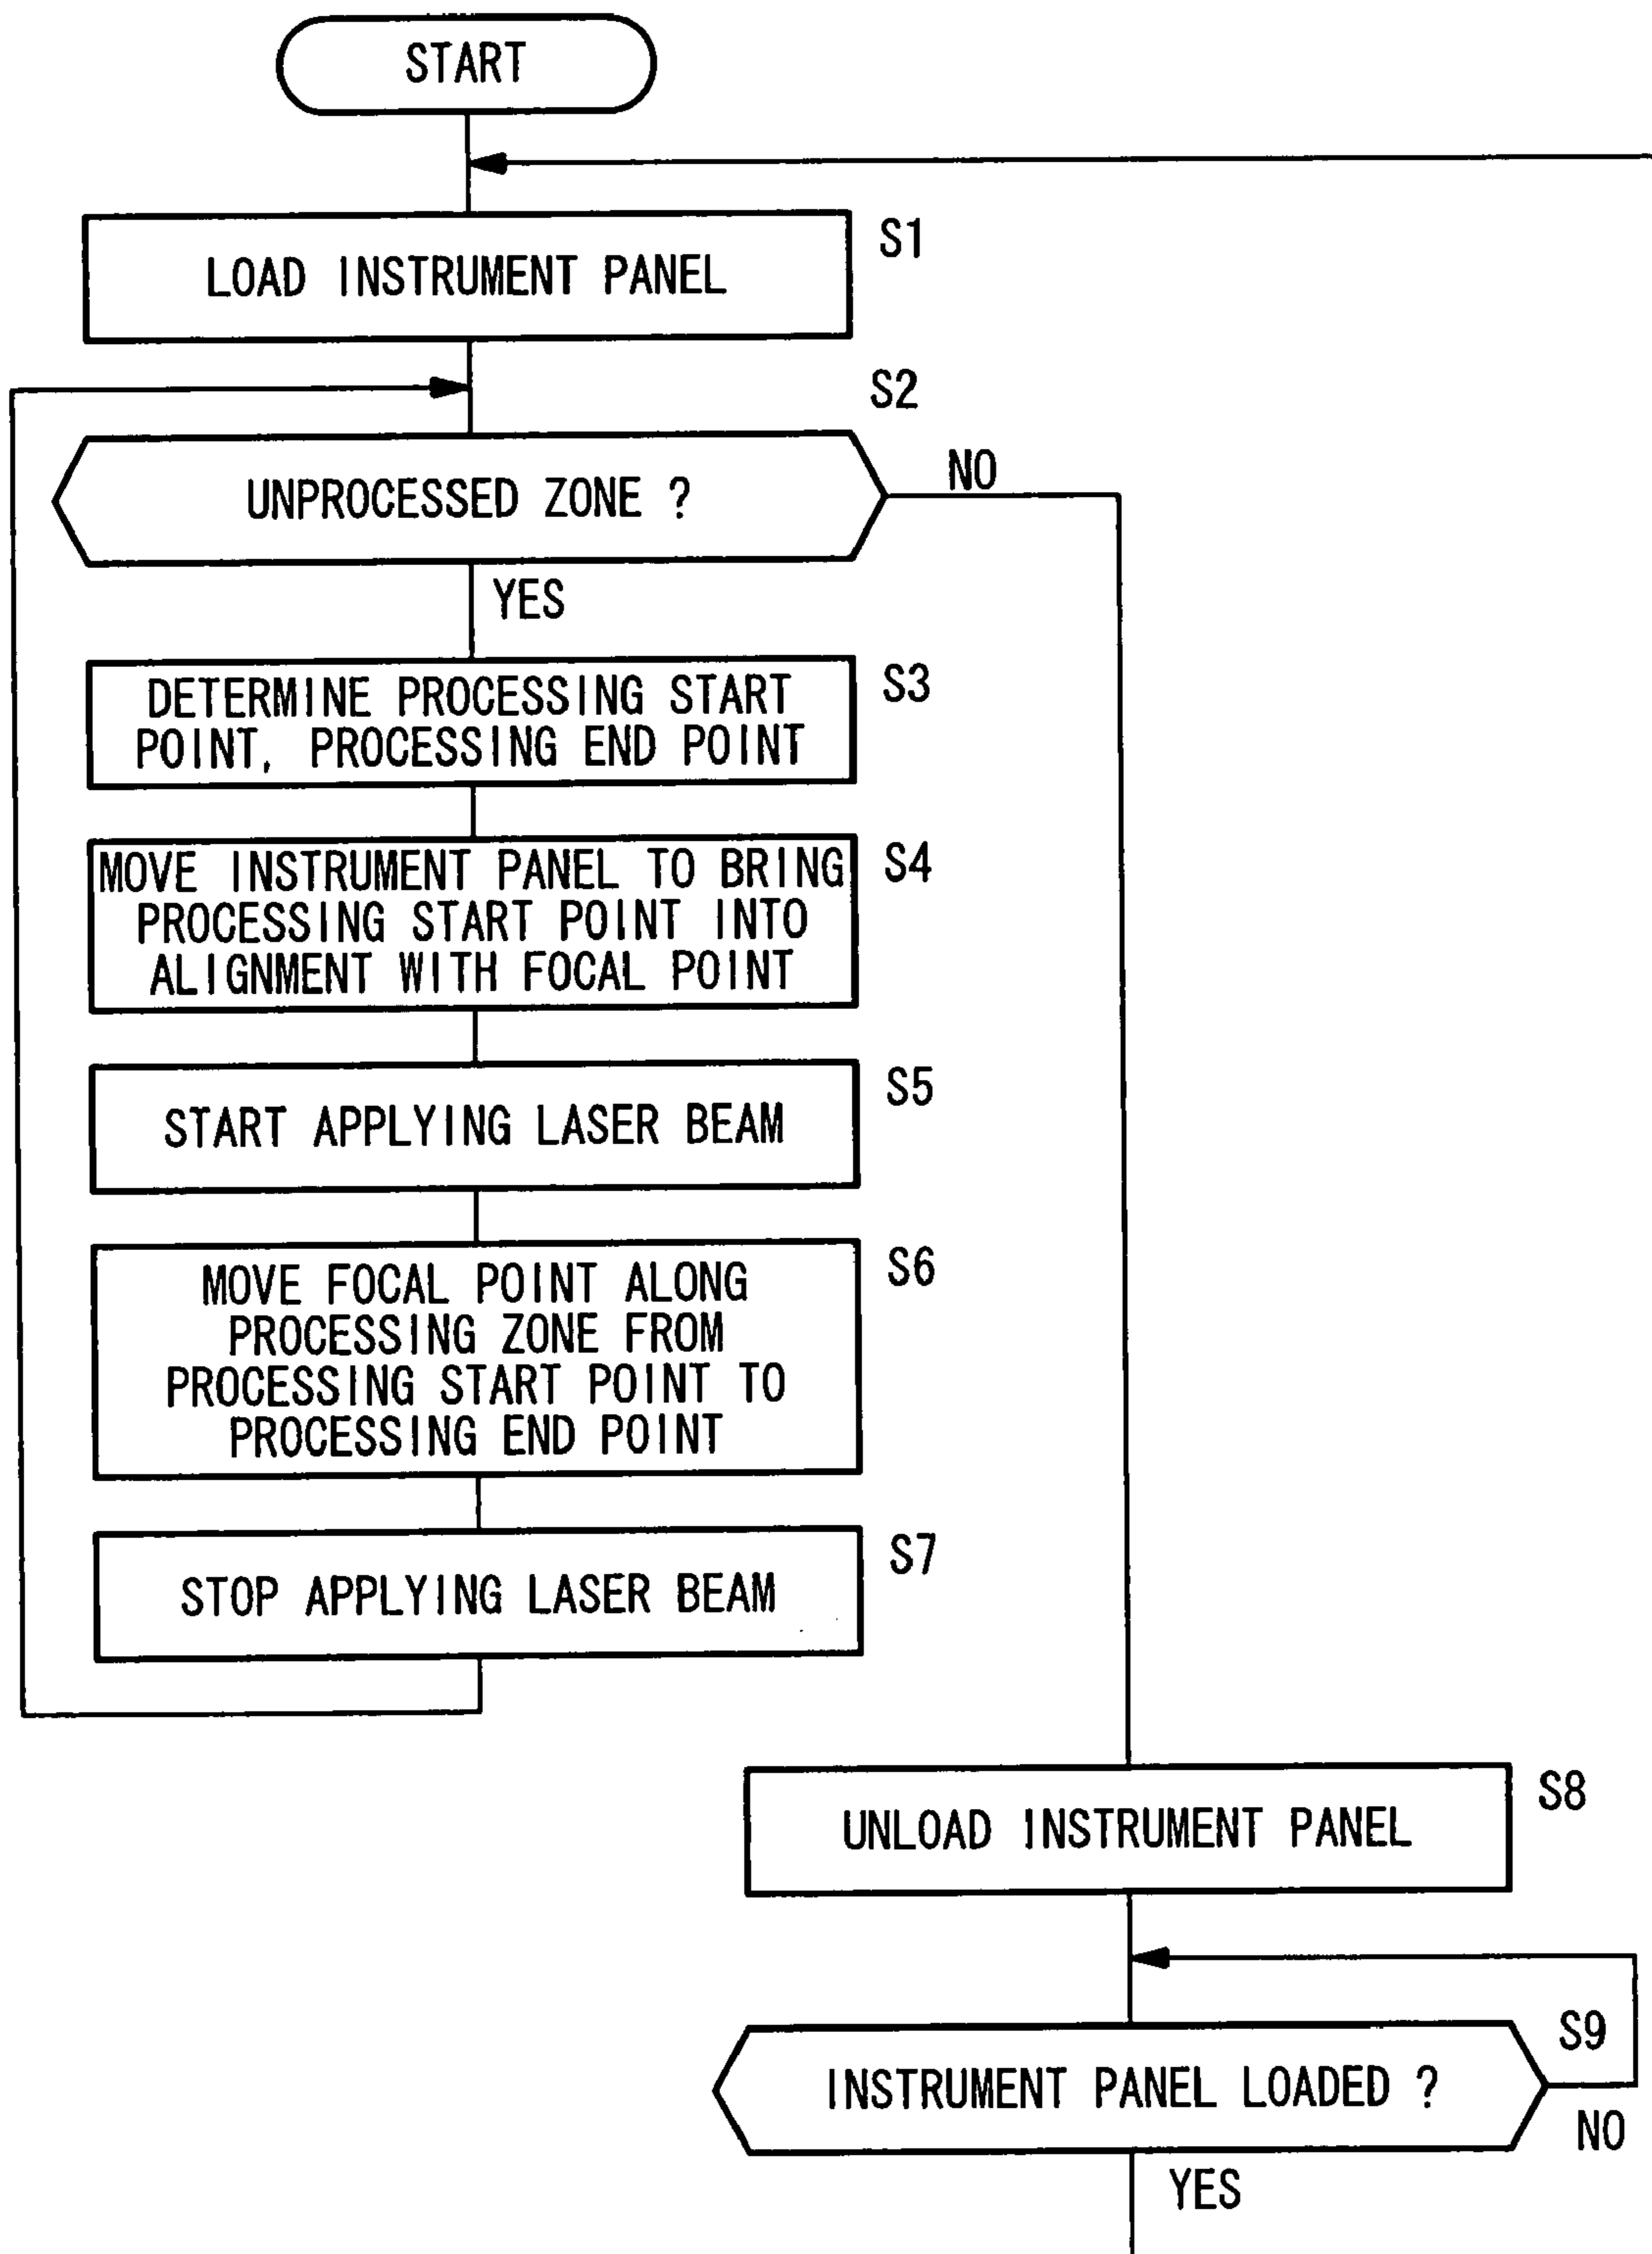 START
S1
LOAD INSTRUMENT PANEL
S2
UNPROCESSED ZONE ?
NO
YES
S3
DETERMINE PROCESSING START
POINT, PROCESSING END POINT
S4
MOVE INSTRUMENT PANEL TO BRING
PROCESSING START POINT INTO
ALIGNMENT WITH FOCAL POINT
S5
START APPLYING LASER BEAM
S6
MOVE FOCAL POINT ALONG
PROCESSING ZONE FROM
PROCESSING START POINT TO
PROCESSING END POINT
S7
STOP APPLYING LASER BEAM
S8
UNLOAD INSTRUMENT PANEL
S9
INSTRUMENT PANEL LOADED ?
NO
YES